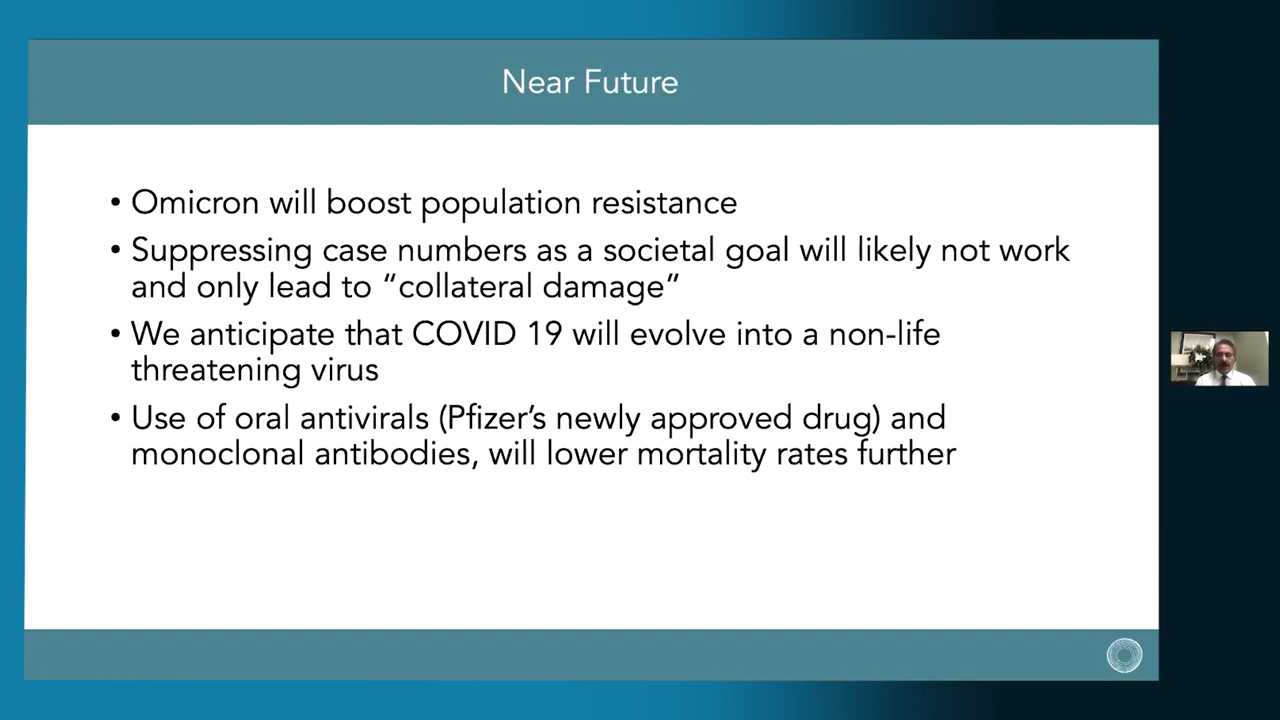 Near Future
• Omicron will boost population resistance
• Suppressing case numbers as a societal goal will likely not work
and only lead to “collateral damage”
• We anticipate that COVID 19 will evolve into a non-life
threatening virus
• Use of oral antivirals (Pfizer’s newly approved drug) and
monoclonal antibodies, will lower mortality rates further